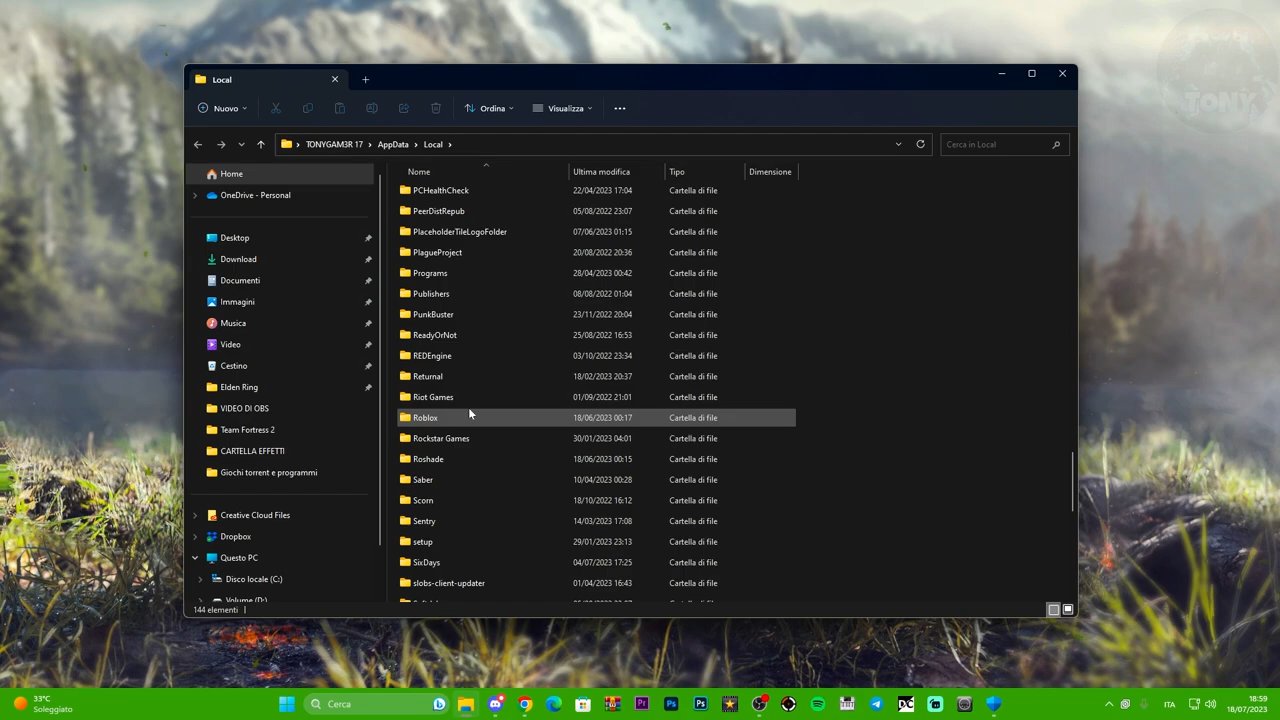 Local
Nuovo
Ordina
Visualizza
TONYGAM3R 17 › AppData › Local ›
Cerca in Local
Nome Ultima modifica Tipo Dimensione
Home
OneDrive - Personal
Desktop
Download
Documenti
Immagini
Musica
Video
Cestino
Elden Ring
VIDEO DI OBS
Team Fortress 2
CARTELLA EFFETTI
Giochi torrent e programmi
Creative Cloud Files
Dropbox
Questo PC
Disco locale (C:)
Volume (D:)
PCHealthCheck 22/04/2023 17:04 Cartella di file
PeerDistRepub 05/08/2022 23:07 Cartella di file
PlaceholderTileLogoFolder 07/06/2023 01:15 Cartella di file
PlagueProject 20/08/2022 20:36 Cartella di file
Programs 28/04/2023 00:42 Cartella di file
Publishers 08/08/2022 01:04 Cartella di file
PunkBuster 23/11/2022 20:04 Cartella di file
ReadyOrNot 25/08/2022 16:53 Cartella di file
REDEngine 03/10/2022 23:34 Cartella di file
Returnal 18/02/2023 20:37 Cartella di file
Riot Games 01/09/2022 21:01 Cartella di file
Roblox 18/06/2023 00:17 Cartella di file
Rockstar Games 30/01/2023 04:01 Cartella di file
Roshade 18/06/2023 00:15 Cartella di file
Saber 10/04/2023 00:28 Cartella di file
Scorn 18/10/2022 16:12 Cartella di file
Sentry 14/03/2023 17:08 Cartella di file
setup 29/01/2023 23:13 Cartella di file
SixDays 04/07/2023 17:25 Cartella di file
slobs-client-updater 01/04/2023 16:43 Cartella di file
144 elementi
TONY
33°C
Soleggiato
Cerca
ITA
18:59
18/07/2023